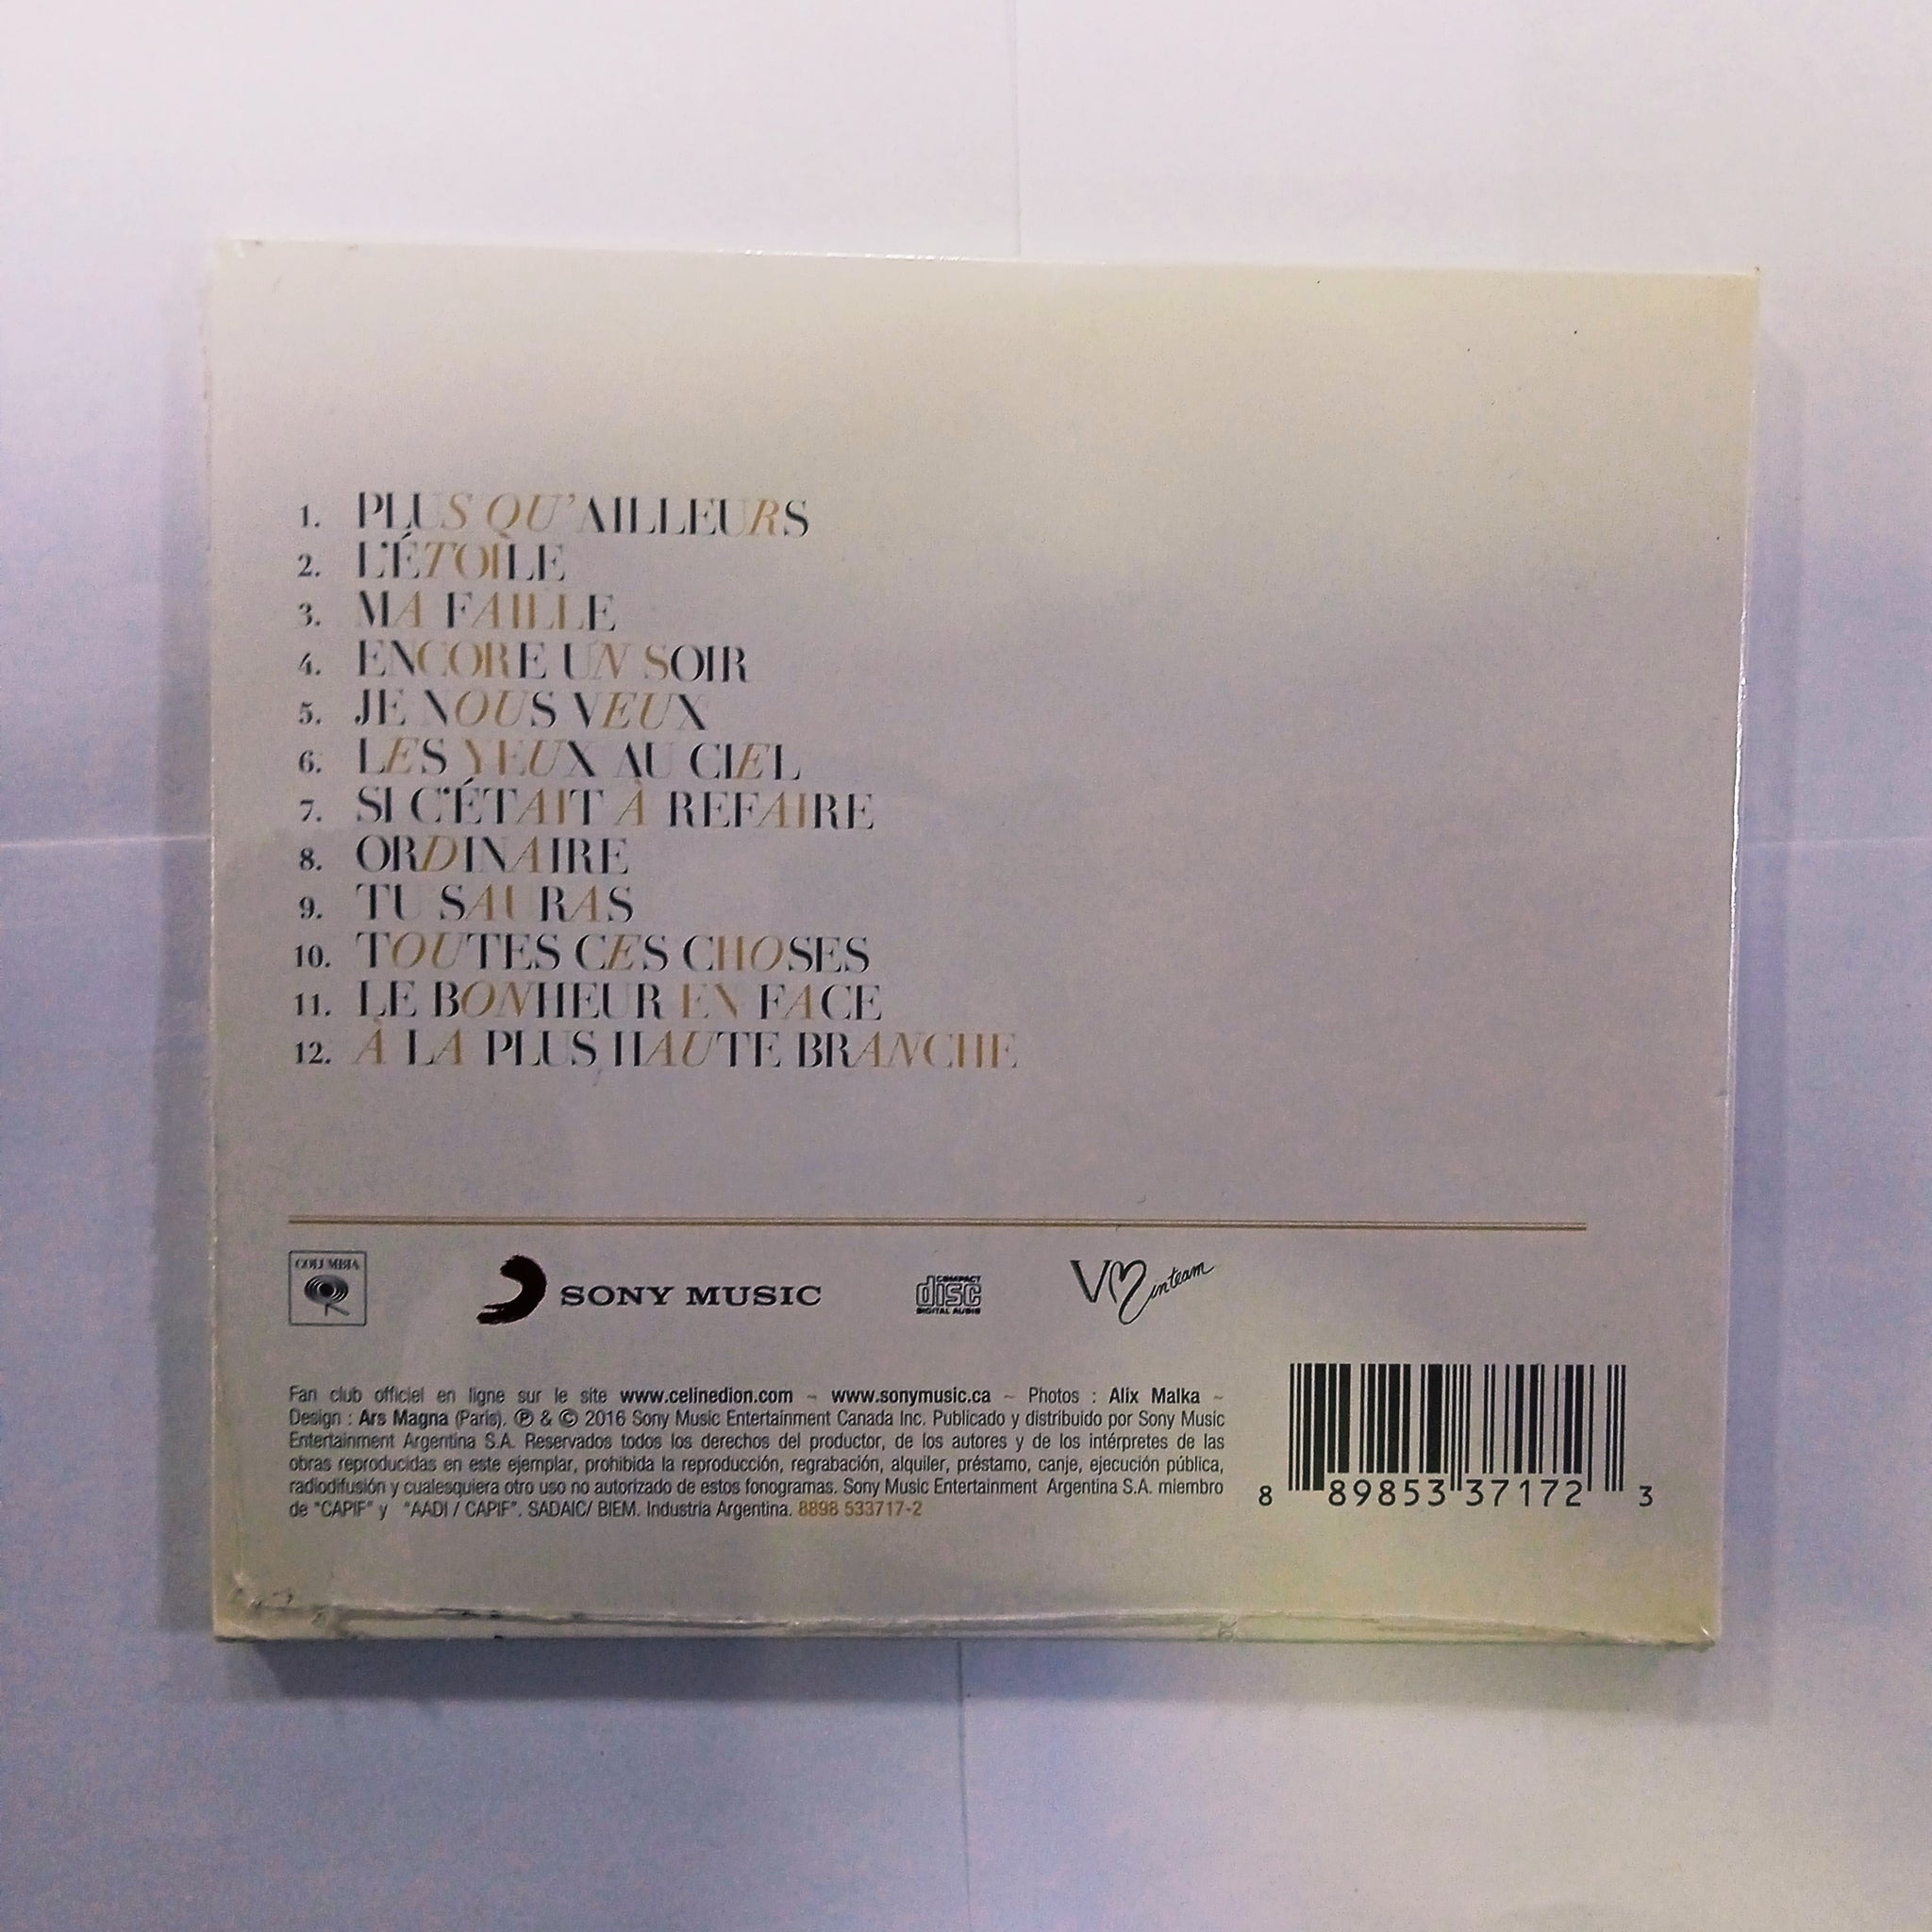 1. PLUS QU'AILLEURS
2. L'ÉTOILE
3. MA FAILLE
4. ENCORE UN SOIR
5. JE NOUS VEUX
6. LES YEUX AU CIEL
7. SI C'ÉTAIT À REFAIRE
8. ORDINAIRE
9. TU SAURAS
10. TOUTES CES CHOSES
11. LE BONHEUR EN FACE
12. À LA PLUS HAUTE BRANCHE
COLUMBIA
SONY MUSIC
COMPACT
disc
DIGITAL AUDIO
in team
Fan club officiel en ligne sur le site www.celinedion.com ~ www.sonymusic.ca ~ Photos : Alix Malka ~
Design : Ars Magna (Paris). ℗ & © 2016 Sony Music Entertainment Canada Inc. Publicado y distribuido por Sony Music
Entertainment Argentina S.A. Reservados todos los derechos del productor, de los autores y de los intérpretes de las
obras reproducidas en este ejemplar, prohibida la reproducción, regrabación, alquiler, préstamo, canje, ejecución pública,
radiodifusión y cualesquiera otro uso no autorizado de estos fonogramas. Sony Music Entertainment Argentina S.A. miembro
de "CAPIF" y "AADI / CAPIF". SADAIC/ BIEM. Industria Argentina. 8898 533717-2
8 89853 37172 3